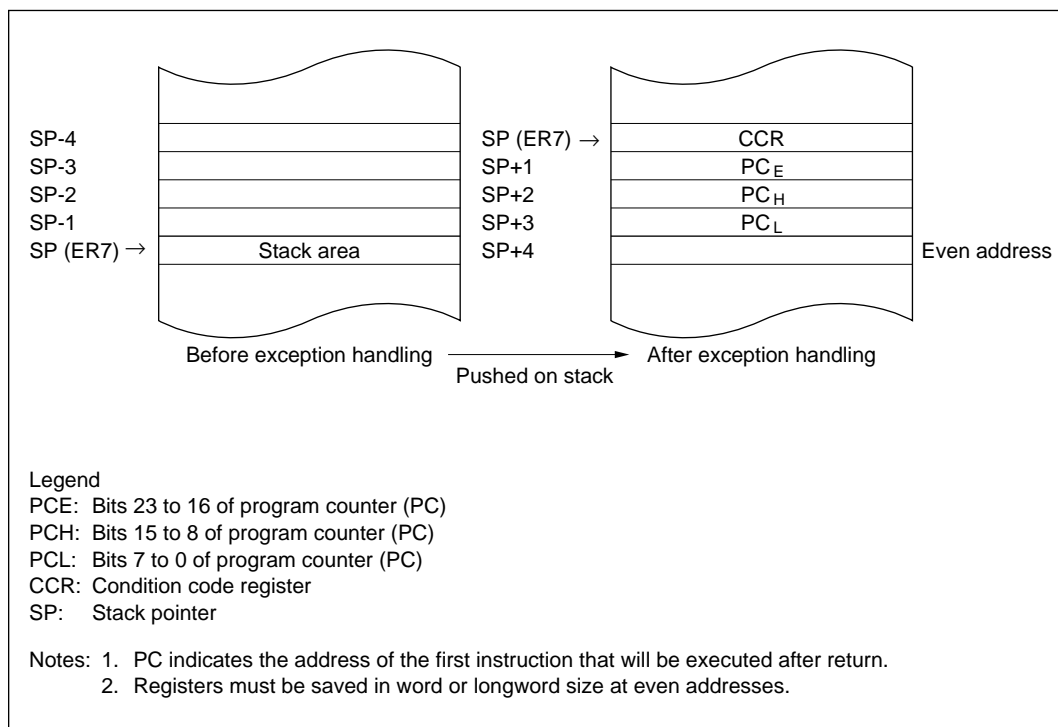 SP-4
SP-3
SP-2
SP-1
SP (ER7) →
Stack area
Before exception handling
Pushed on stack
SP (ER7) → CCR
SP+1 PCE
SP+2 PCH
SP+3 PCL
SP+4
Even address
After exception handling
Legend
PCE: Bits 23 to 16 of program counter (PC)
PCH: Bits 15 to 8 of program counter (PC)
PCL: Bits 7 to 0 of program counter (PC)
CCR: Condition code register
SP: Stack pointer
Notes: 1. PC indicates the address of the first instruction that will be executed after return.
2. Registers must be saved in word or longword size at even addresses.